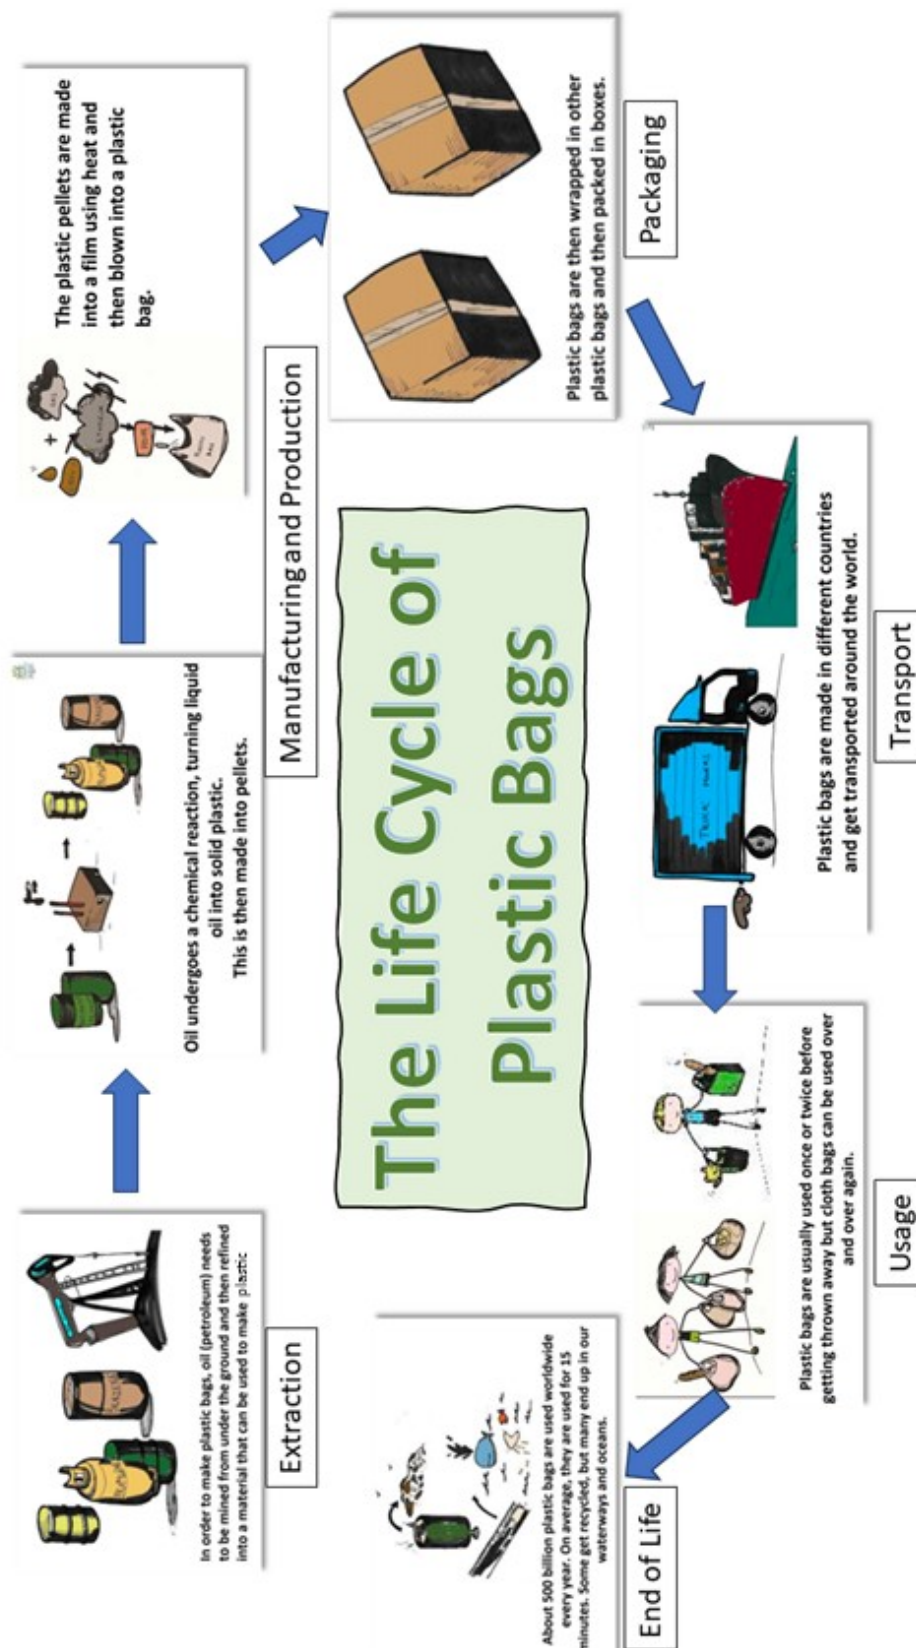 The Life Cycle of
Plastic Bags
In order to make plastic bags, oil (petroleum) needs
to be mined from under the ground and then refined
into a material that can be used to make plastic
Extraction
Oil undergoes a chemical reaction, turning liquid
oil into solid plastic.
This is then made into pellets.
The plastic pellets are made
into a film using heat and
then blown into a plastic
bag.
Manufacturing and Production
Plastic bags are then wrapped in other
plastic bags and then packed in boxes.
Packaging
Plastic bags are made in different countries
and get transported around the world.
Transport
Plastic bags are usually used once or twice before
getting thrown away but cloth bags can be used over
and over again.
Usage
About 500 billion plastic bags are used worldwide
every year. On average, they are used for 15
minutes. Some get recycled, but many end up in our
waterways and oceans.
End of Life